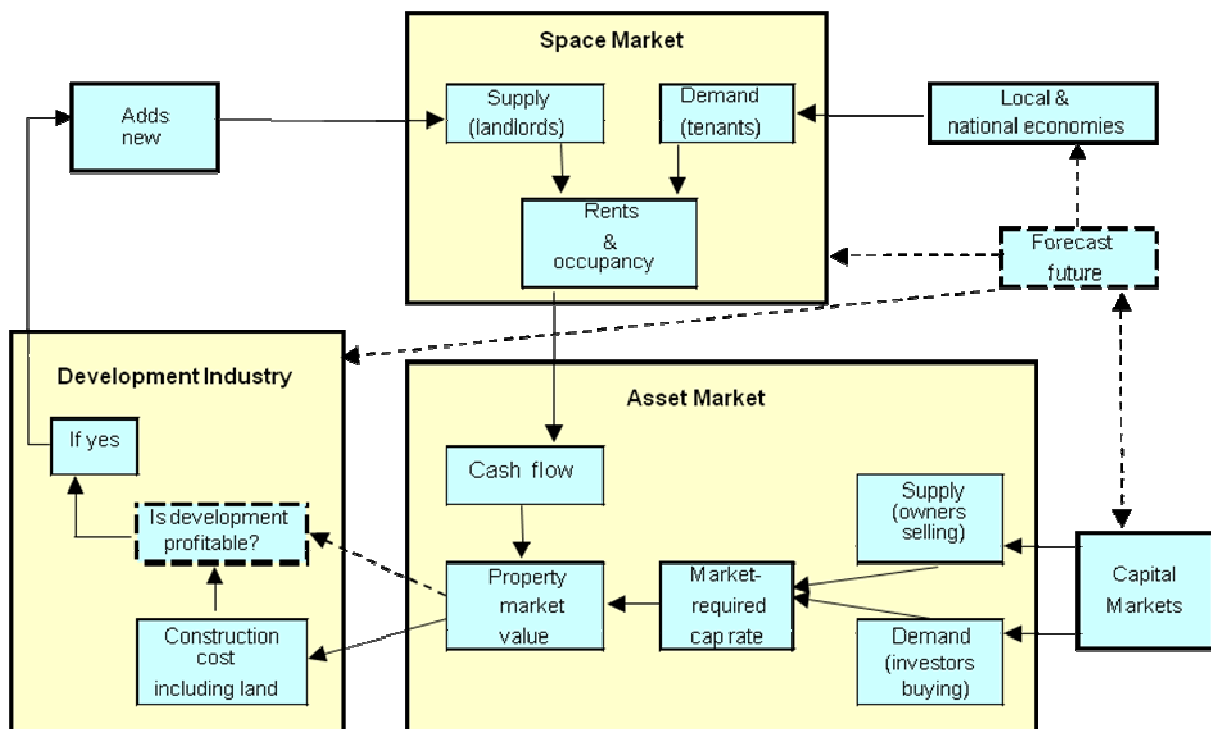 Space Market
Adds
new
Supply
(landlords)
Demand
(tenants)
Local &
national economies
Rents
&
occupancy
Forecast
future
Development Industry
If yes
Is development
profitable?
Construction
cost
including land
Asset Market
Cash flow
Property
market
value
Market-
required
cap rate
Supply
(owners
selling)
Demand
(investors
buying)
Capital
Markets